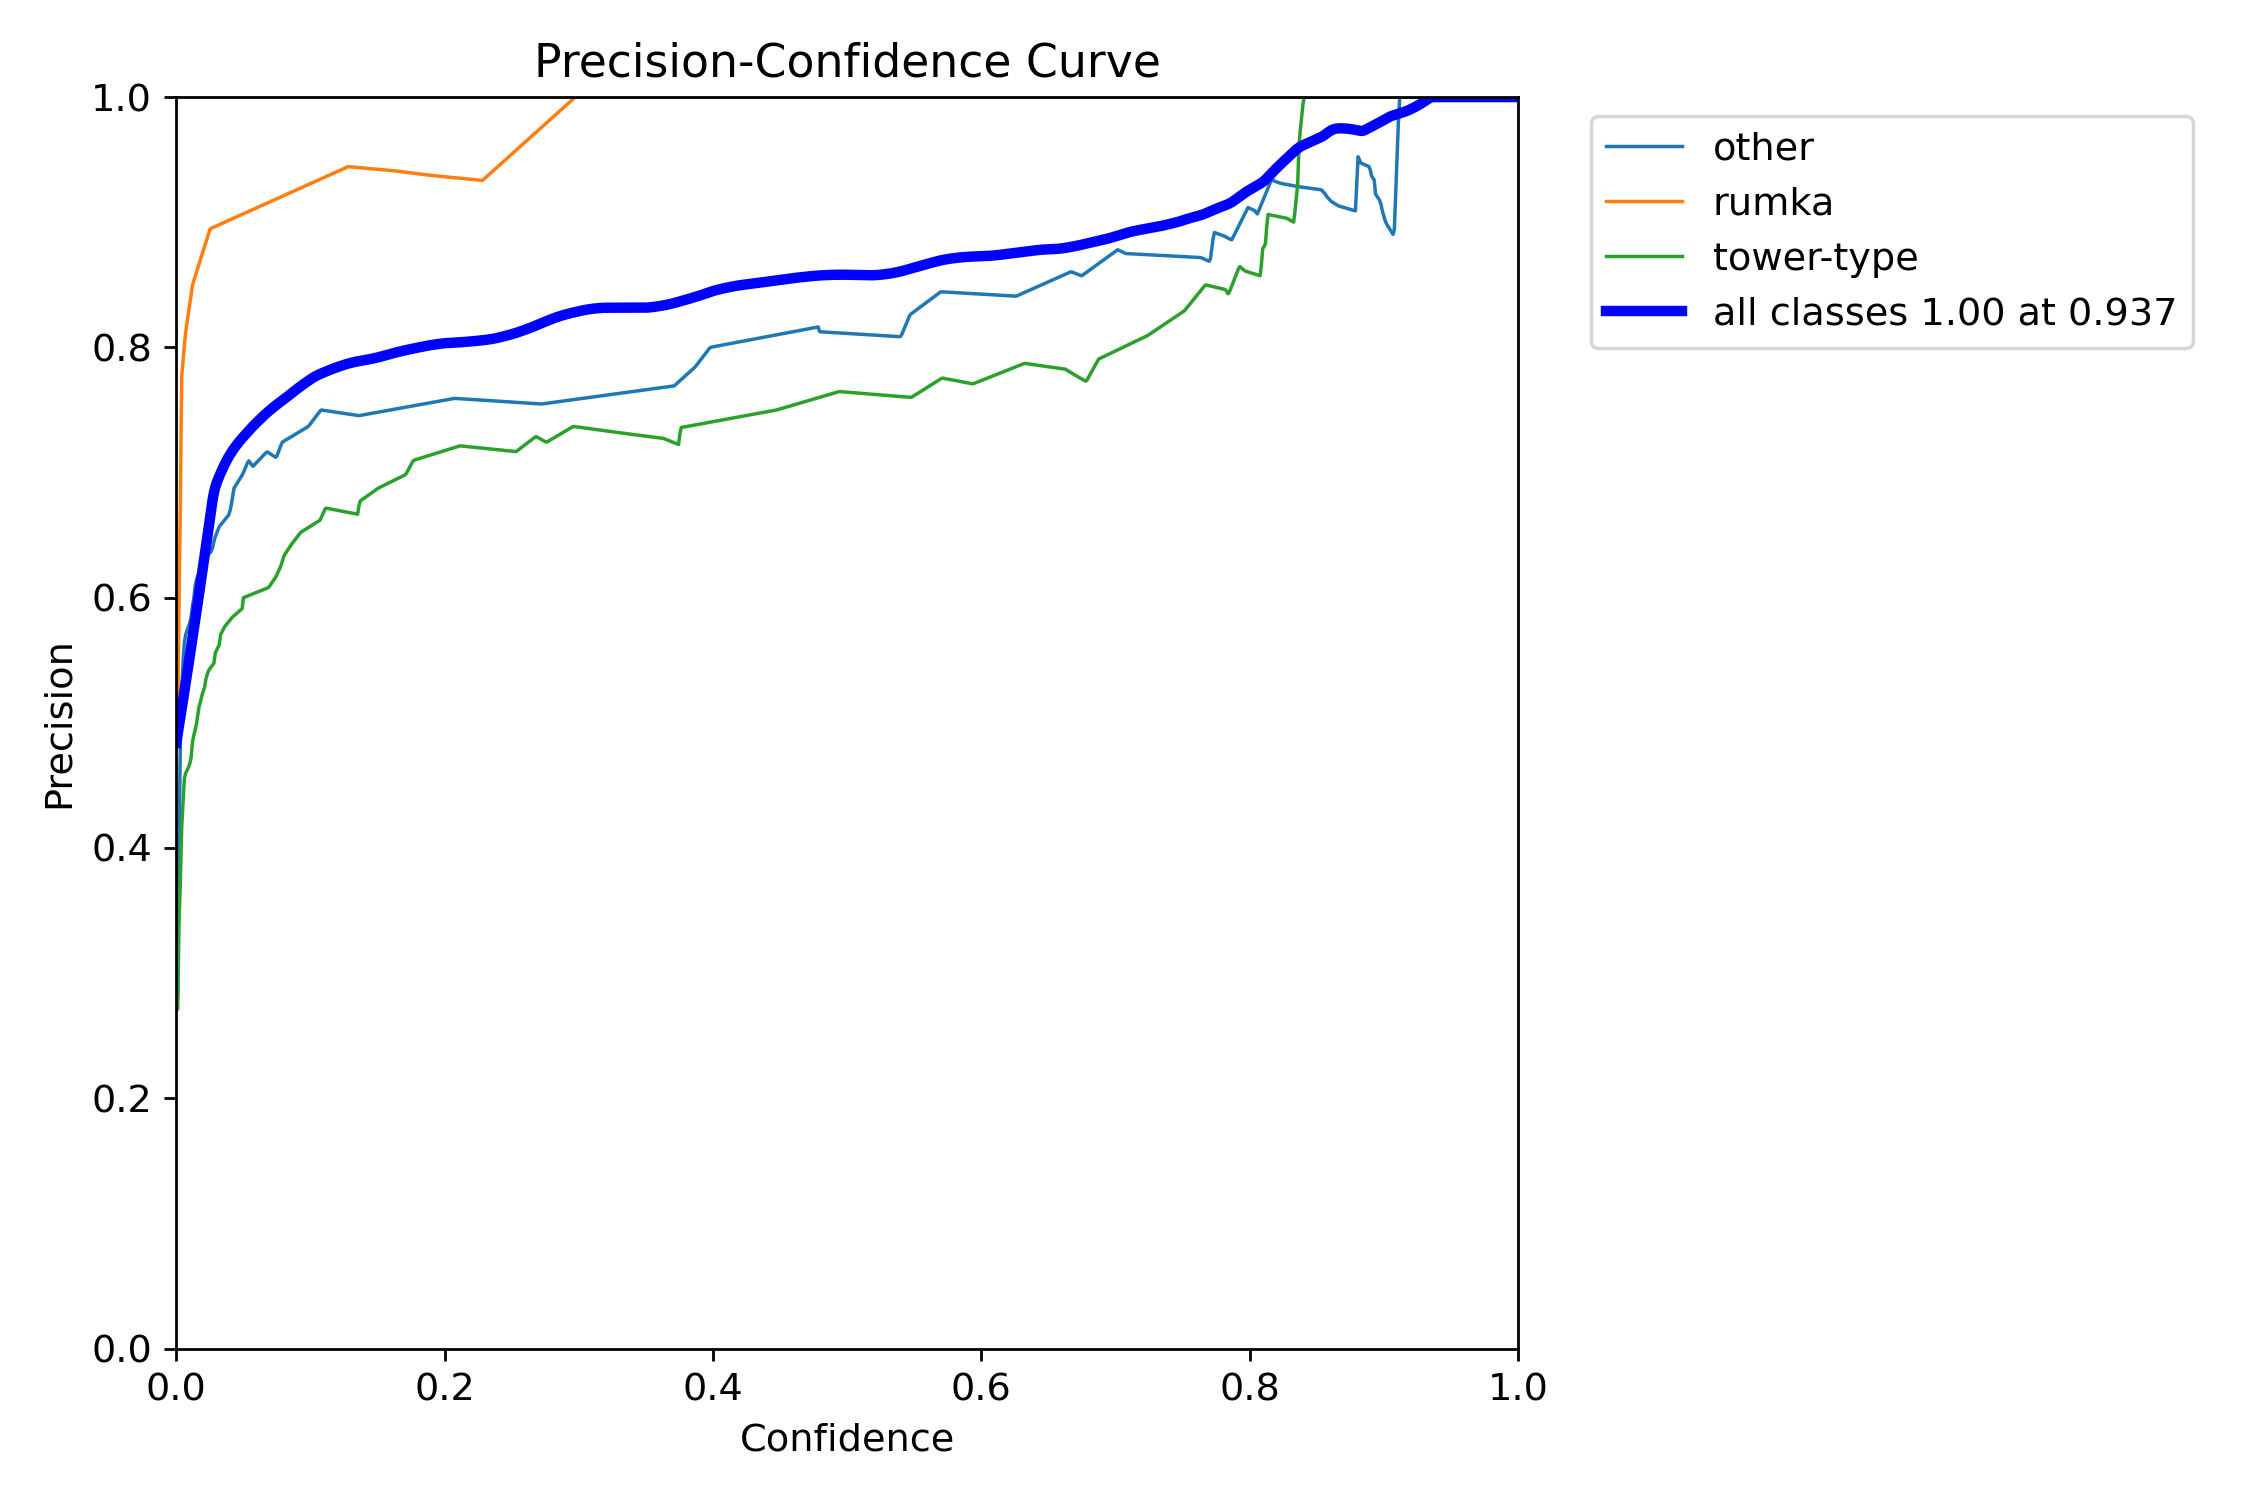 Precision-Confidence Curve
1.0
0.8
0.6
0.4
0.2
0.0
Precision
0.0 0.2 0.4 0.6 0.8 1.0
Confidence
other
rumka
tower-type
all classes 1.00 at 0.937